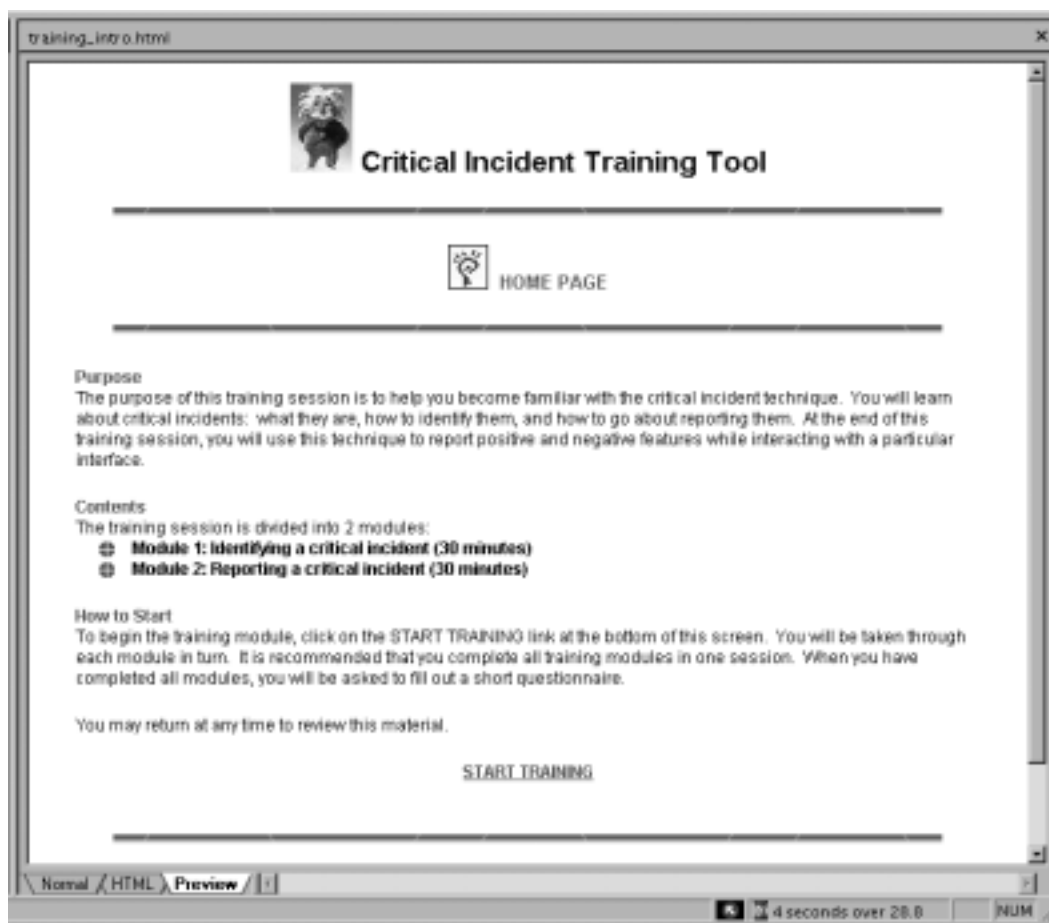 training_intro.html
Critical Incident Training Tool
HOME PAGE
Purpose
The purpose of this training session is to help you become familiar with the critical incident technique. You will learn
about critical incidents: what they are, how to identify them, and how to go about reporting them. At the end of this
training session, you will use this technique to report positive and negative features while interacting with a particular
interface.
Contents
The training session is divided into 2 modules:
Module 1: Identifying a critical incident (30 minutes)
Module 2: Reporting a critical incident (30 minutes)
How to Start
To begin the training module, click on the START TRAINING link at the bottom of this screen. You will be taken through
each module in turn. It is recommended that you complete all training modules in one session. When you have
completed all modules, you will be asked to fill out a short questionnaire.
You may return at any time to review this material.
START TRAINING
Normal HTML Preview
4 seconds over 28.8 NUM